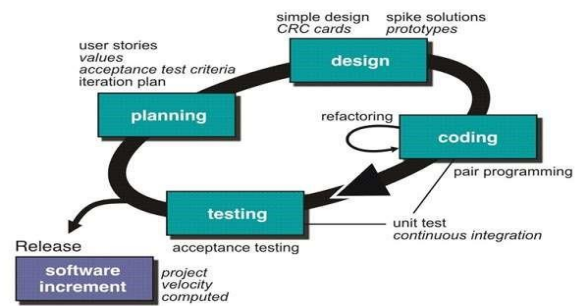 simple design
CRC cards
spike solutions
prototypes
user stories
values
acceptance test criteria
iteration plan
design
planning
refactoring
coding
pair programming
testing
unit test
continuous integration
acceptance testing
Release
software
increment
project
velocity
computed